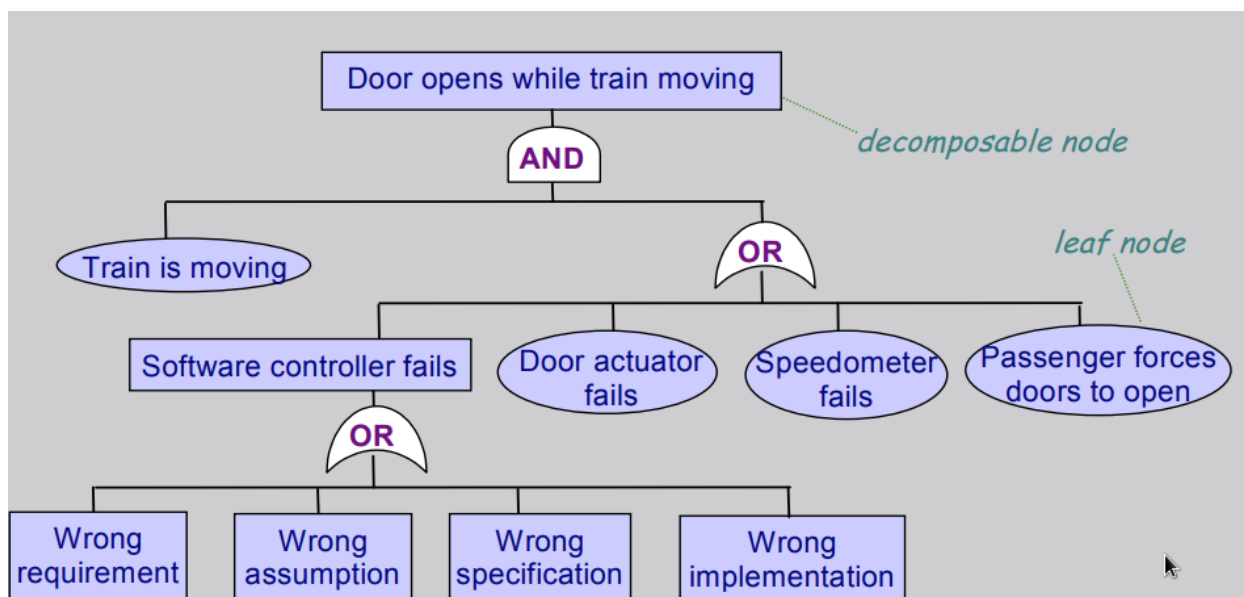 Door opens while train moving
decomposable node
AND
leaf node
Train is moving
OR
Software controller fails
Door actuator
fails
Speedometer
fails
Passenger forces
doors to open
OR
Wrong
requirement
Wrong
assumption
Wrong
specification
Wrong
implementation